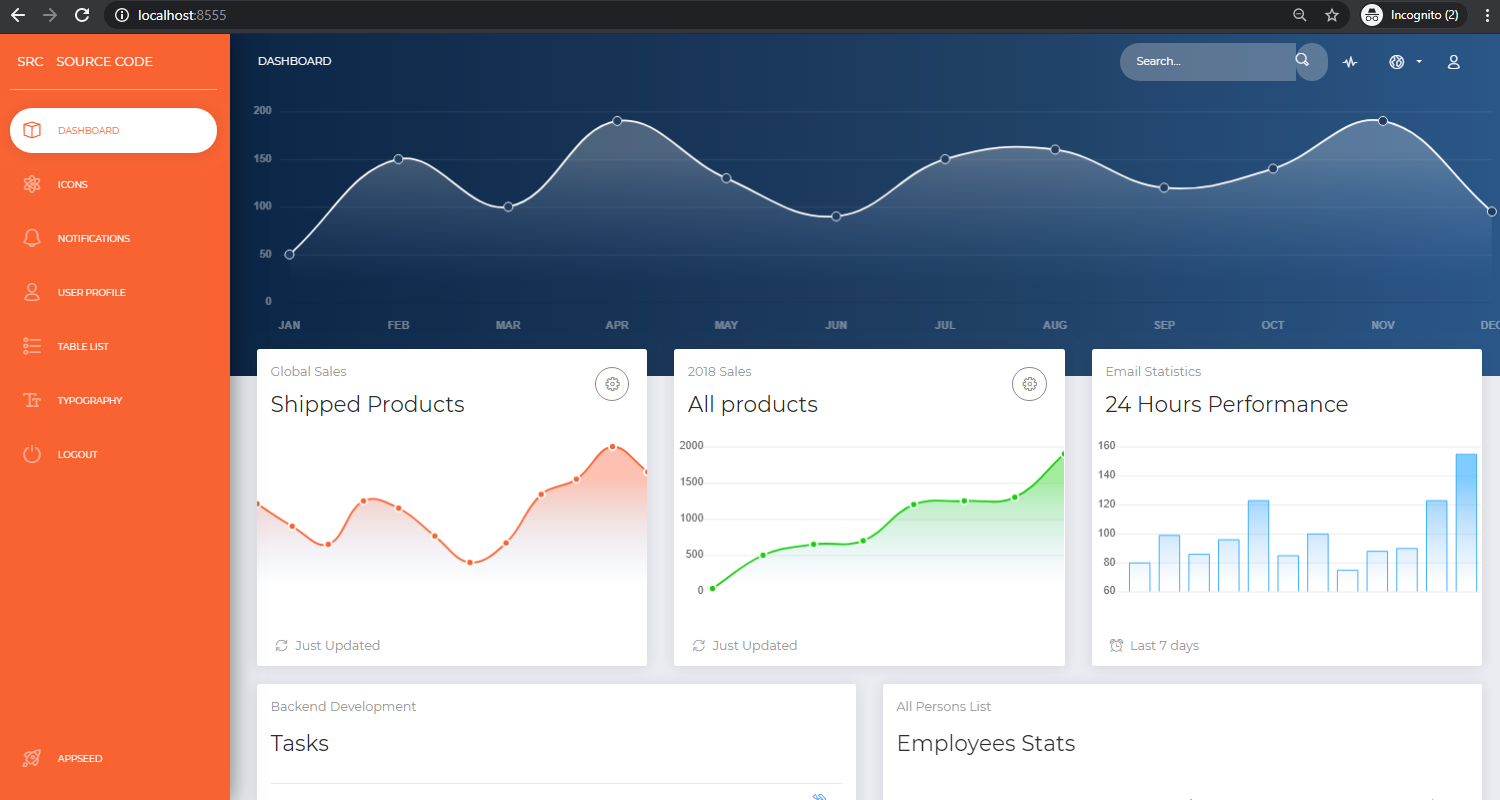 localhost:8555
Incognito (2)
SRC SOURCE CODE
DASHBOARD
ICONS
NOTIFICATIONS
USER PROFILE
TABLE LIST
TYPOGRAPHY
LOGOUT
APPSEED
DASHBOARD
Search...
200
150
100
50
0
JAN FEB MAR APR MAY JUN JUL AUG SEP OCT NOV DEC
Global Sales
Shipped Products
Just Updated
2018 Sales
All products
2000
1500
1000
500
0
Just Updated
Email Statistics
24 Hours Performance
160
140
120
100
80
60
Last 7 days
Backend Development
Tasks
All Persons List
Employees Stats